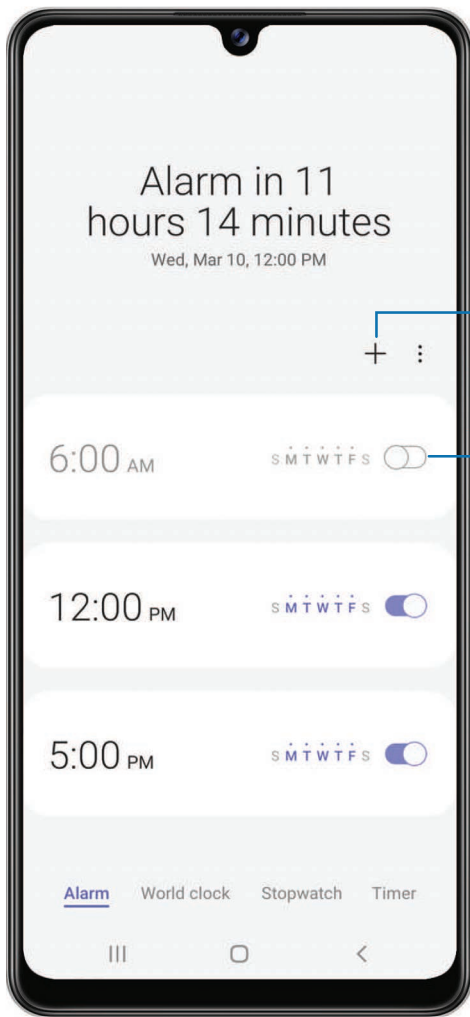 Alarm in 11
hours 14 minutes
Wed, Mar 10, 12:00 PM
6:00 AM S M T W T F S
12:00 PM S M T W T F S
5:00 PM S M T W T F S
Alarm World clock Stopwatch Timer